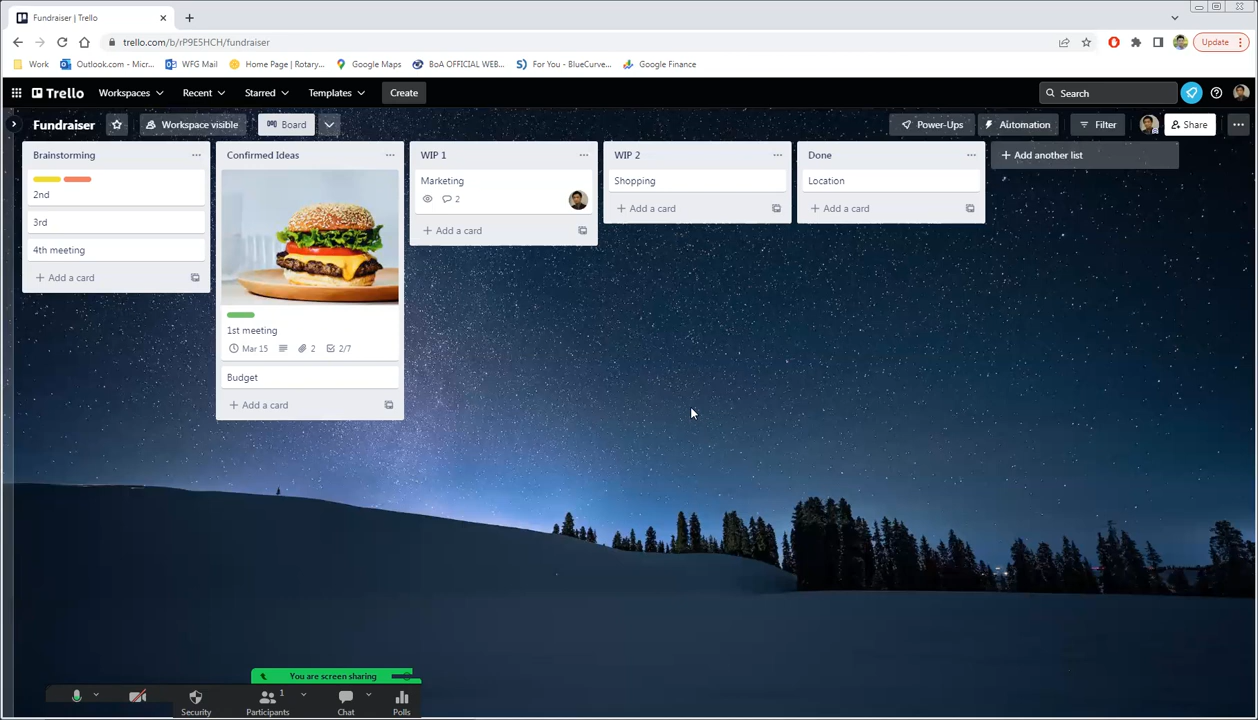 Fundraiser | Trello
trello.com/b/rP9E5HCH/fundraiser
Update
Work
Outlook.com - Micr...
WFG Mail
Home Page | Rotary...
Google Maps
BoA OFFICIAL WEB...
For You - BlueCurve...
Google Finance
Trello
Workspaces
Recent
Starred
Templates
Create
Search
Fundraiser
Workspace visible
Board
Power-Ups
Automation
Filter
Share
Brainstorming
2nd
3rd
4th meeting
Add a card
Confirmed Ideas
1st meeting
Mar 15
2
2/7
Budget
Add a card
WIP 1
Marketing
2
Add a card
WIP 2
Shopping
Add a card
Done
Location
Add a card
Add another list
You are screen sharing
Security
1
Participants
Chat
Polls